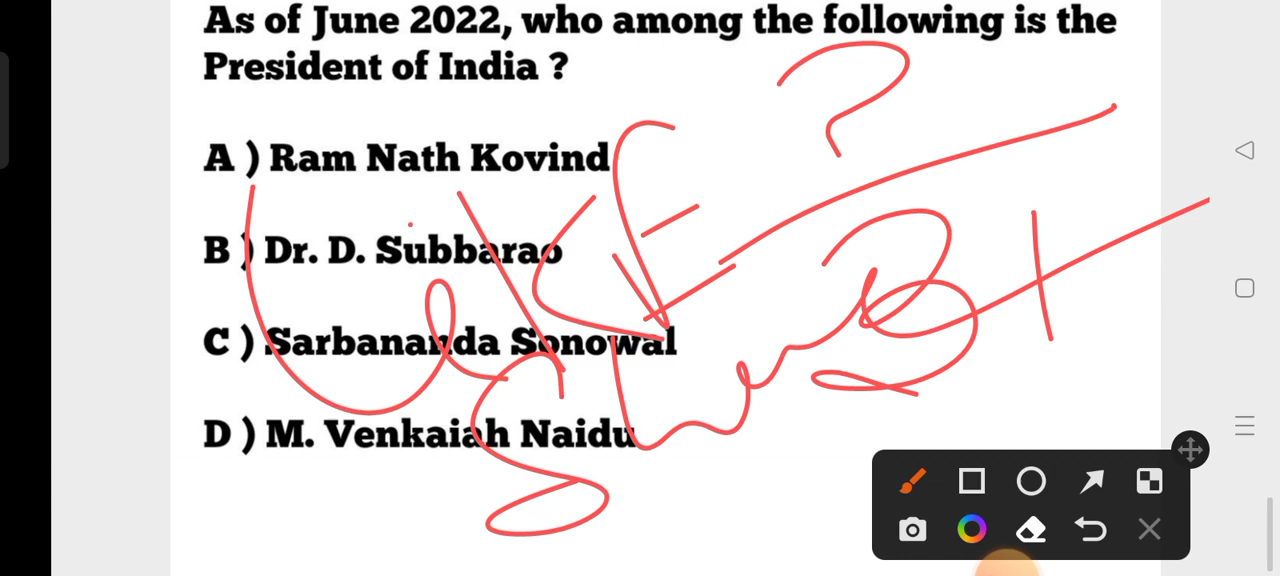 As of June 2022, who among the following is the
President of India ?
A ) Ram Nath Kovind
B ) Dr. D. Subbarao
C ) Sarbananda Sonowal
D ) M. Venkaiah Naidu